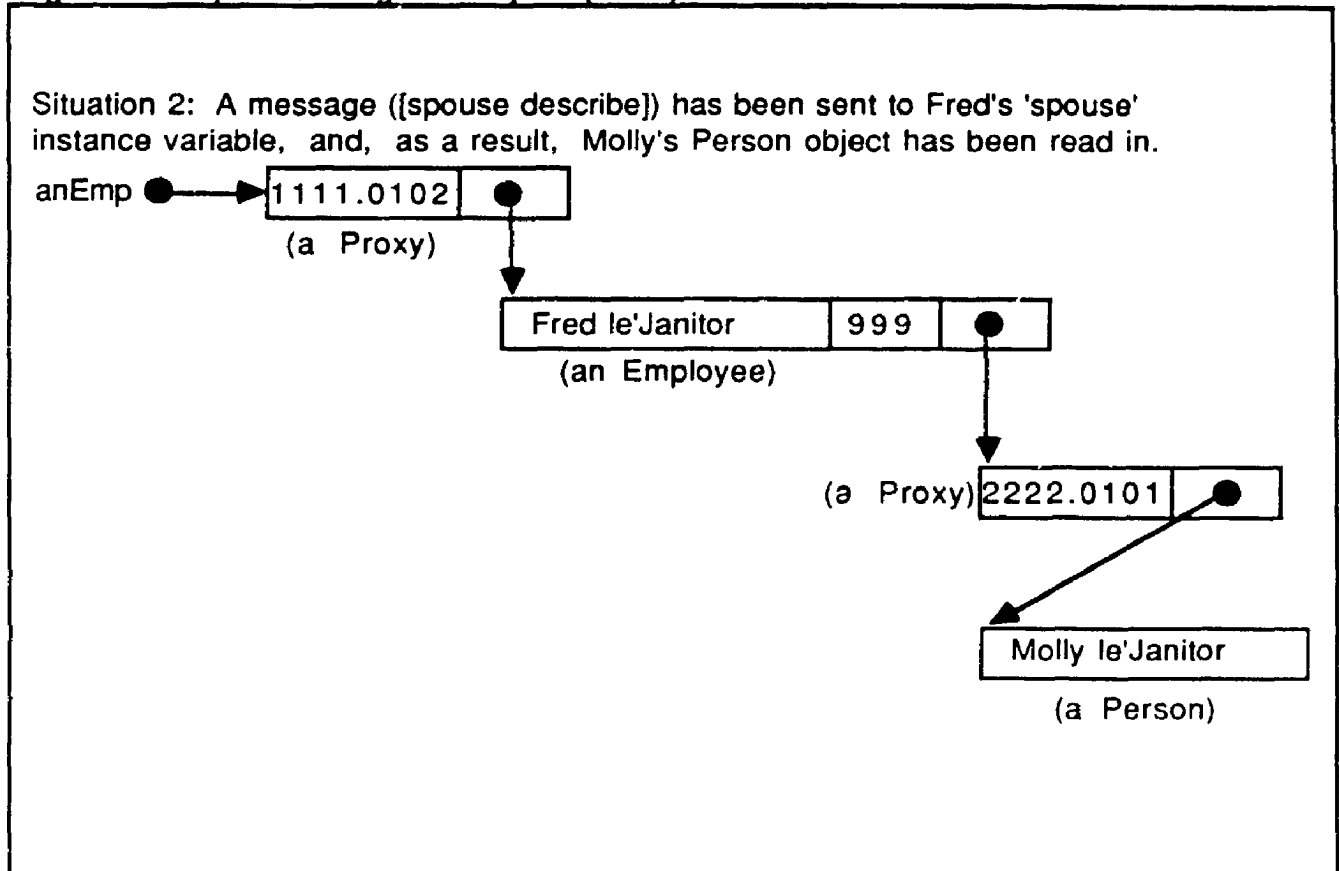 Situation 2: A message ([spouse describe]) has been sent to Fred's 'spouse'
instance variable, and, as a result, Molly's Person object has been read in.
anEmp 1111.0102
(a Proxy)
Fred le'Janitor 999
(an Employee)
(a Proxy) 2222.0101
Molly le'Janitor
(a Person)